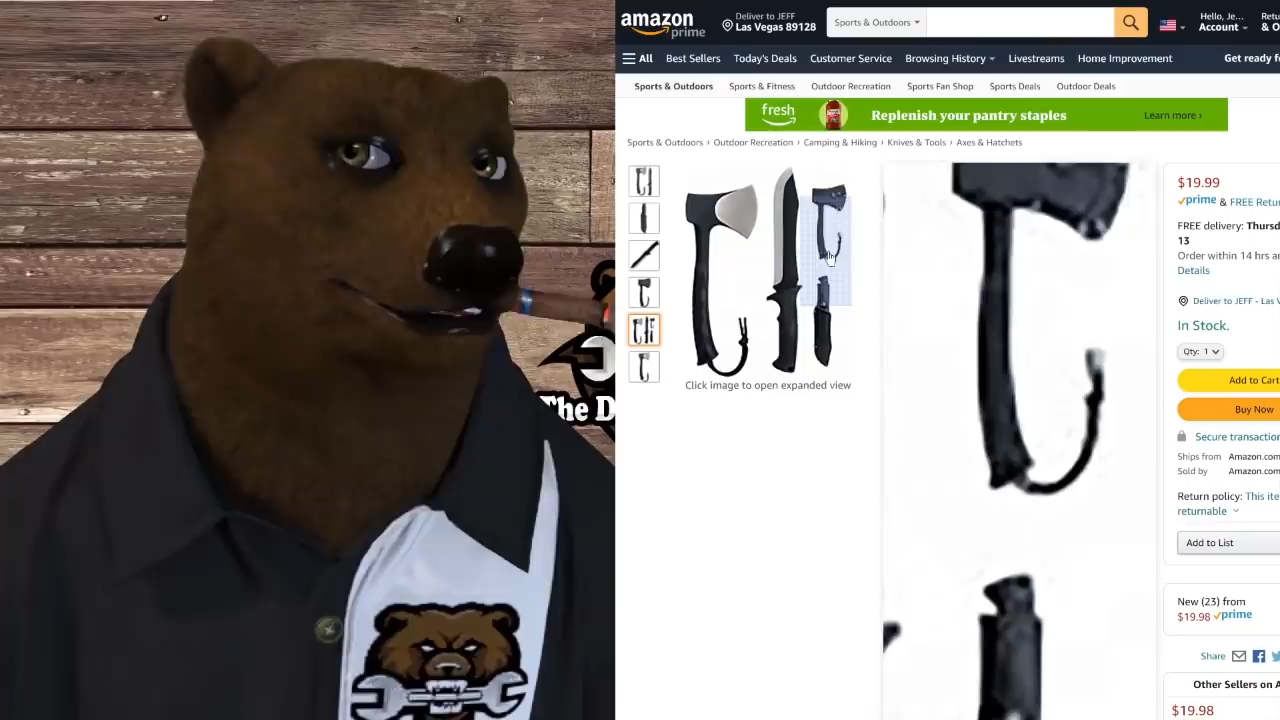 amazon
prime
Deliver to JEFF
Las Vegas 89128
Sports & Outdoors
Hello, Je...
Account
Retu
& O
All
Best Sellers
Today's Deals
Customer Service
Browsing History
Livestreams
Home Improvement
Get ready fo
Sports & Outdoors
Sports & Fitness
Outdoor Recreation
Sports Fan Shop
Sports Deals
Outdoor Deals
fresh
Replenish your pantry staples
Learn more ›
Sports & Outdoors › Outdoor Recreation › Camping & Hiking › Knives & Tools › Axes & Hatchets
Click image to open expanded view
$19.99
prime & FREE Retur
FREE delivery: Thursd
13
Order within 14 hrs an
Details
Deliver to JEFF - Las V
In Stock.
Qty: 1
Add to Cart
Buy Now
Secure transactio
Ships from Amazon.com
Sold by Amazon.com
Return policy: This ite
returnable
Add to List
New (23) from
$19.98 prime
Share
Other Sellers on A
$19.98
The D